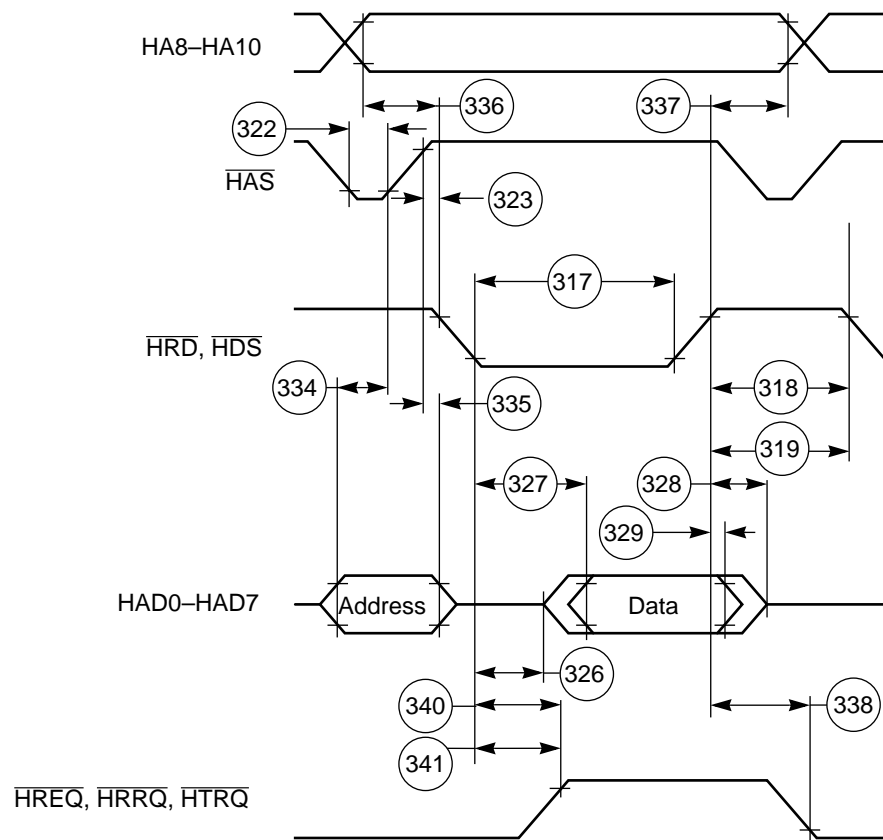 HA8–HA10
336
337
322
HAS
323
317
HRD, HDS
334
335
318
319
327
328
329
HAD0–HAD7
Address
Data
326
340
338
341
HREQ, HRRQ, HTRQ